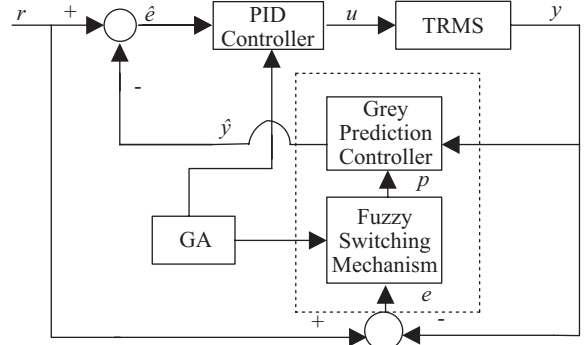 r + ê PID Controller u TRMS y
-
ŷ Grey Prediction Controller
p
GA Fuzzy Switching Mechanism
e
+ -
-